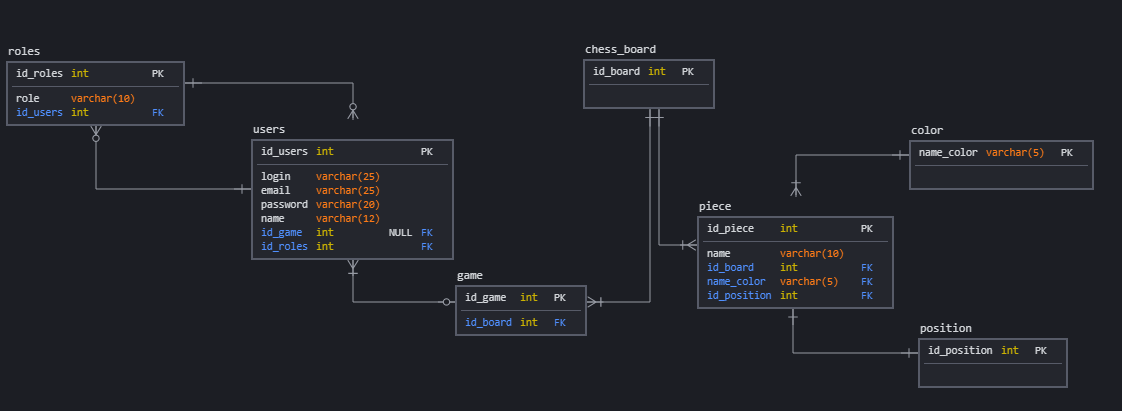 roles
id_roles int PK
role varchar(10)
id_users int FK
users
id_users int PK
login varchar(25)
email varchar(25)
password varchar(20)
name varchar(12)
id_game int NULL FK
id_roles int FK
game
id_game int PK
id_board int FK
chess_board
id_board int PK
piece
id_piece int PK
name varchar(10)
id_board int FK
name_color varchar(5) FK
id_position int FK
color
name_color varchar(5) PK
position
id_position int PK